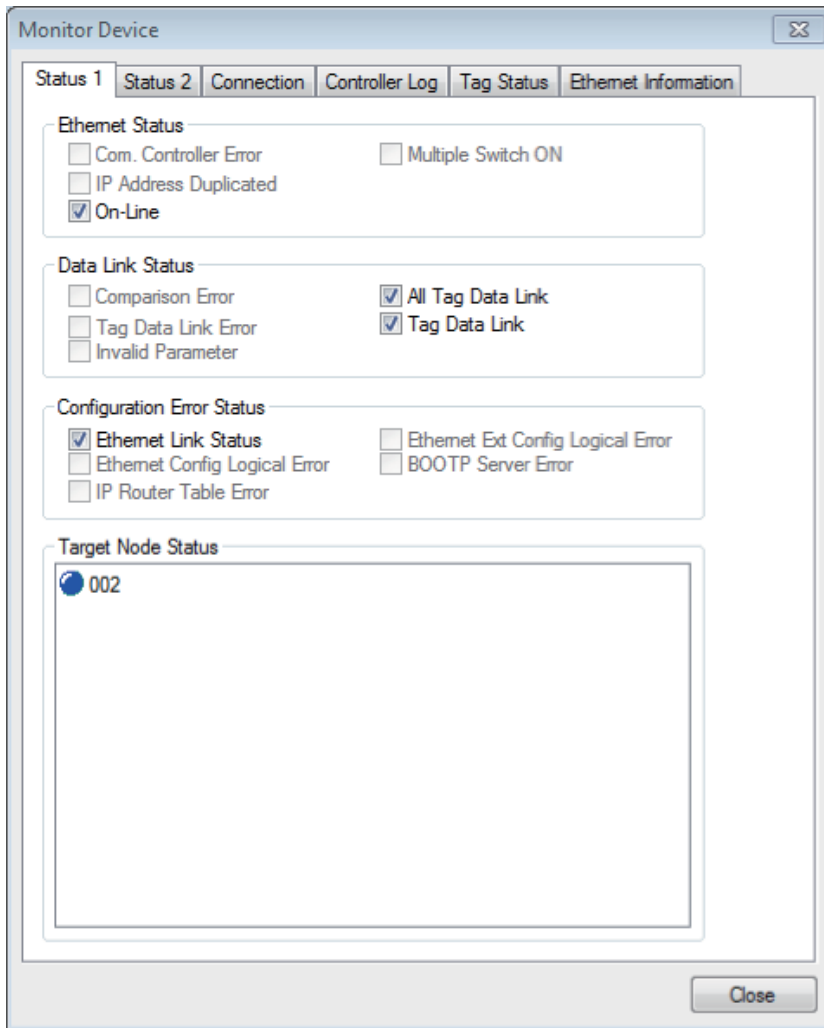 Monitor Device
Status 1 Status 2 Connection Controller Log Tag Status Ethernet Information
Ethernet Status
Com. Controller Error Multiple Switch ON
IP Address Duplicated
On-Line
Data Link Status
Comparison Error All Tag Data Link
Tag Data Link Error Tag Data Link
Invalid Parameter
Configuration Error Status
Ethernet Link Status Ethernet Ext Config Logical Error
Ethernet Config Logical Error BOOTP Server Error
IP Router Table Error
Target Node Status
002
Close